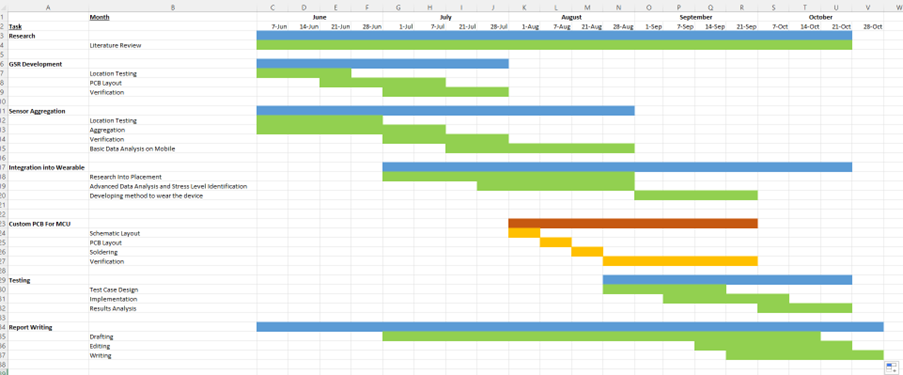 A B C D E F G H I J K L M N O P Q R S T U V W
1 Month June July August September October
2 Task 7-Jun 14-Jun 21-Jun 28-Jun 1-Jul 7-Jul 21-Jul 28-Jul 1-Aug 7-Aug 21-Aug 28-Aug 1-Sep 7-Sep 14-Sep 21-Sep 7-Oct 14-Oct 21-Oct 28-Oct
3 Research
4 Literature Review
5
6 GSR Development
7 Location Testing
8 PCB Layout
9 Verification
10
11 Sensor Aggregation
12 Location Testing
13 Aggregation
14 Verification
15 Basic Data Analysis on Mobile
16
17 Integration into Wearable
18 Research Into Placement
19 Advanced Data Analysis and Stress Level Identification
20 Developing method to wear the device
21
22
23 Custom PCB For MCU
24 Schematic Layout
25 PCB Layout
26 Soldering
27 Verification
28
29 Testing
30 Test Case Design
31 Implementation
32 Results Analysis
33
34 Report Writing
35 Drafting
36 Editing
37 Writing
38